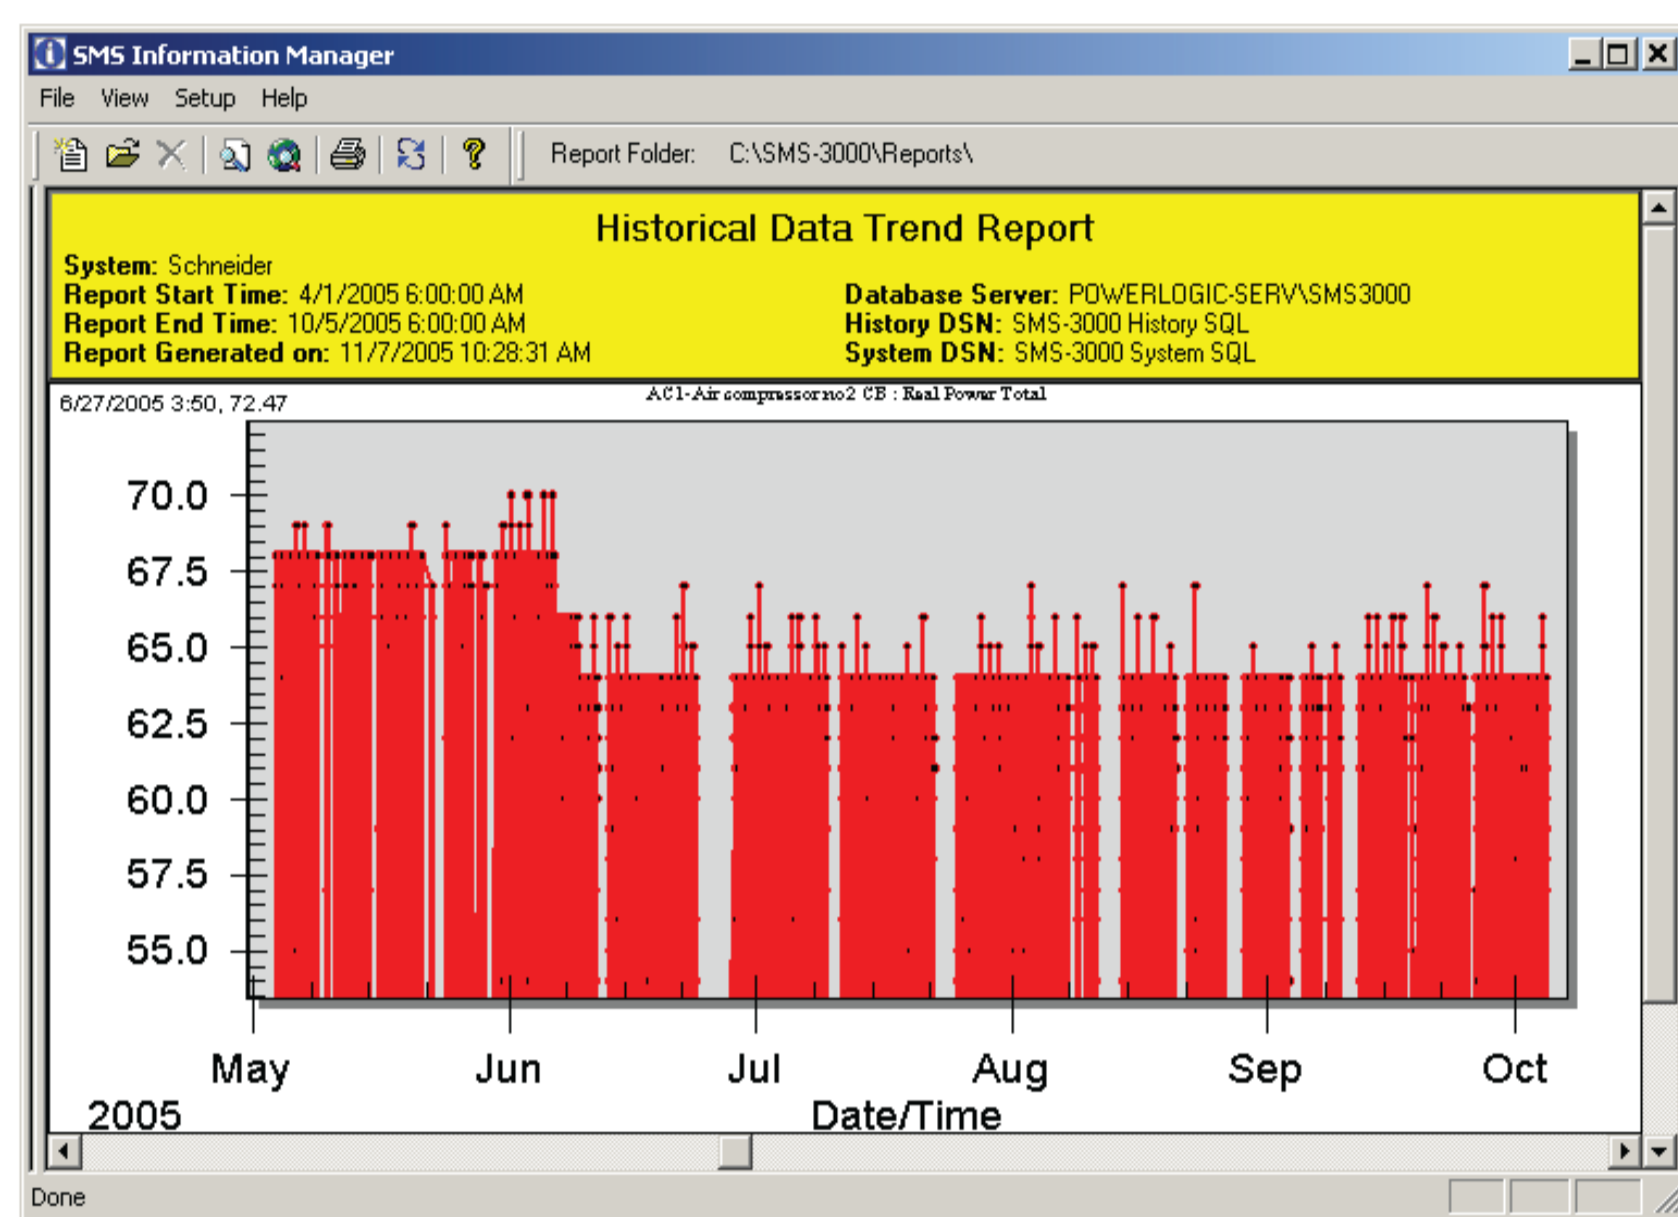 SMS Information Manager
File View Setup Help
Report Folder: C:\SMS-3000\Reports\
Historical Data Trend Report
System: Schneider
Report Start Time: 4/1/2005 6:00:00 AM
Database Server: POWERLOGIC-SERV\SMS3000
Report End Time: 10/5/2005 6:00:00 AM
History DSN: SMS-3000 History SQL
Report Generated on: 11/7/2005 10:28:31 AM
System DSN: SMS-3000 System SQL
6/27/2005 3:50, 72.47
AC1-Air compressor no2 CB : Real Power Total
70.0
67.5
65.0
62.5
60.0
57.5
55.0
May Jun Jul Aug Sep Oct
2005
Date/Time
Done